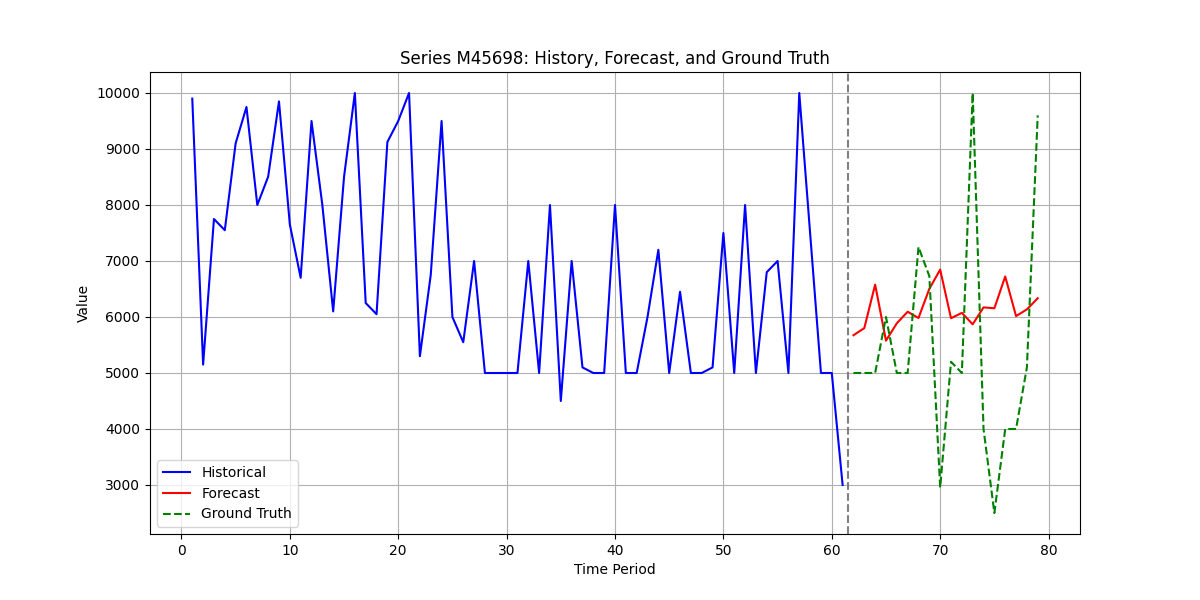 Series M45698: History, Forecast, and Ground Truth
Value
10000
9000
8000
7000
6000
5000
4000
3000
Historical
Forecast
Ground Truth
0 10 20 30 40 50 60 70 80
Time Period